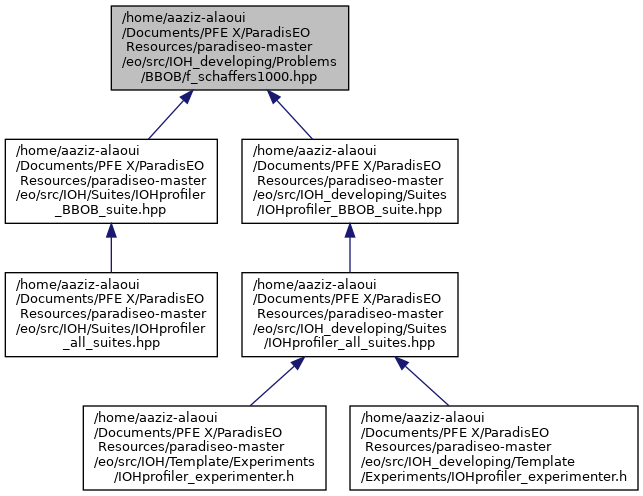 /home/aaziz-alaoui
/Documents/PFE X/ParadisEO
Resources/paradiseo-master
/eo/src/IOH_developing/Problems
/BBOB/f_schaffers1000.hpp
/home/aaziz-alaoui
/Documents/PFE X/ParadisEO
Resources/paradiseo-master
/eo/src/IOH/Suites/IOHprofiler
_BBOB_suite.hpp
/home/aaziz-alaoui
/Documents/PFE X/ParadisEO
Resources/paradiseo-master
/eo/src/IOH_developing/Suites
/IOHprofiler_BBOB_suite.hpp
/home/aaziz-alaoui
/Documents/PFE X/ParadisEO
Resources/paradiseo-master
/eo/src/IOH/Suites/IOHprofiler
_all_suites.hpp
/home/aaziz-alaoui
/Documents/PFE X/ParadisEO
Resources/paradiseo-master
/eo/src/IOH_developing/Suites
/IOHprofiler_all_suites.hpp
/home/aaziz-alaoui
/Documents/PFE X/ParadisEO
Resources/paradiseo-master
/eo/src/IOH/Template/Experiments
/IOHprofiler_experimenter.h
/home/aaziz-alaoui
/Documents/PFE X/ParadisEO
Resources/paradiseo-master
/eo/src/IOH_developing/Template
/Experiments/IOHprofiler_experimenter.h